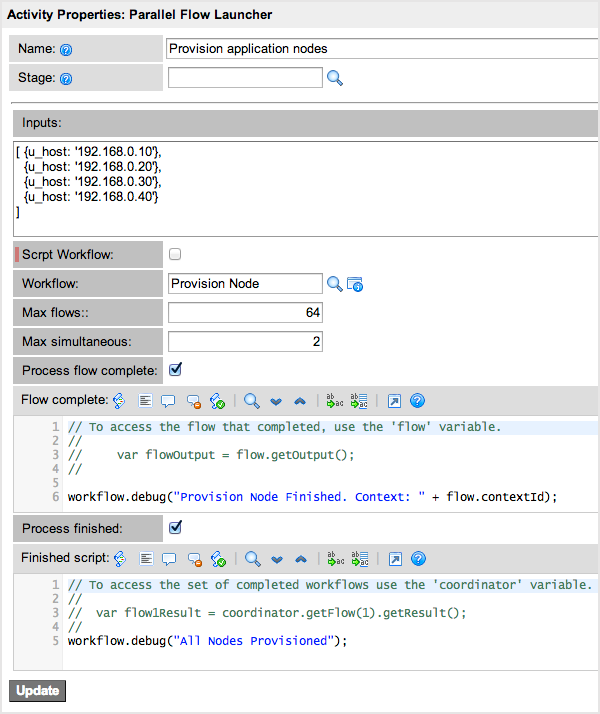 Activity Properties: Parallel Flow Launcher
Name:
Provision application nodes
Stage:
Inputs:
[ {u_host: '192.168.0.10'},
{u_host: '192.168.0.20'},
{u_host: '192.168.0.30'},
{u_host: '192.168.0.40'}
]
Scrpt Workflow:
Workflow:
Provision Node
Max flows::
64
Max simultaneous:
2
Process flow complete:
Flow complete:
1 // To access the flow that completed, use the 'flow' variable.
2 //
3 //     var flowOutput = flow.getOutput();
4 //
5
6 workflow.debug("Provision Node Finished. Context: " + flow.contextId);
Process finished:
Finished script:
1 // To access the set of completed workflows use the 'coordinator' variable.
2 //
3 //  var flow1Result = coordinator.getFlow(1).getResult();
4 //
5 workflow.debug("All Nodes Provisioned");
Update